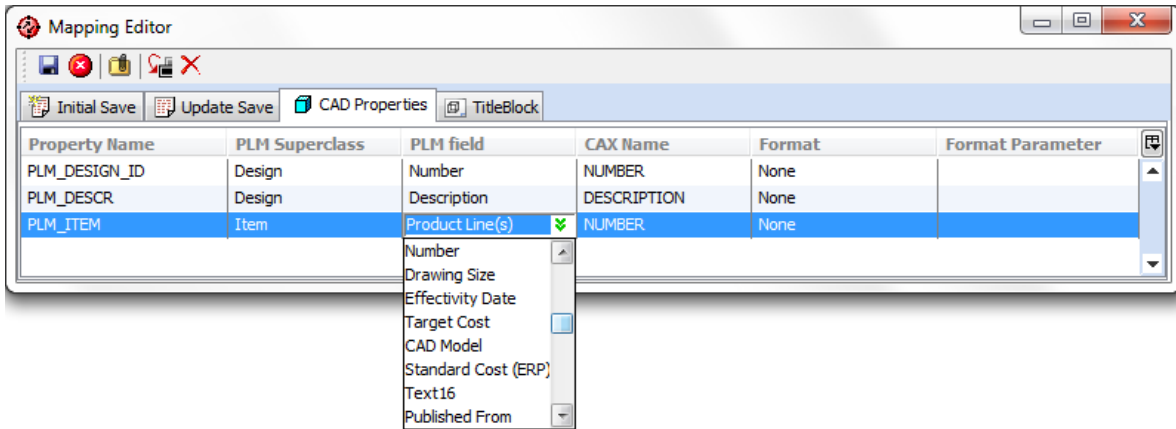 Mapping Editor
Initial Save Update Save CAD Properties TitleBlock
Property Name PLM Superclass PLM field CAX Name Format Format Parameter
PLM_DESIGN_ID Design Number NUMBER None
PLM_DESCR Design Description DESCRIPTION None
PLM_ITEM Item Product Line(s) NUMBER None
Number
Drawing Size
Effectivity Date
Target Cost
CAD Model
Standard Cost (ERP)
Text16
Published From